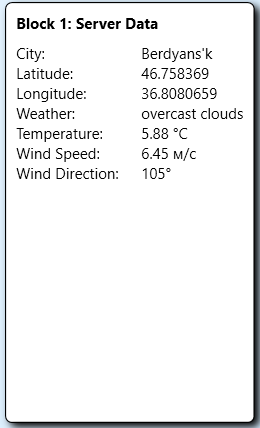 Block 1: Server Data
City: Berdyans'k
Latitude: 46.758369
Longitude: 36.8080659
Weather: overcast clouds
Temperature: 5.88 °C
Wind Speed: 6.45 м/с
Wind Direction: 105°